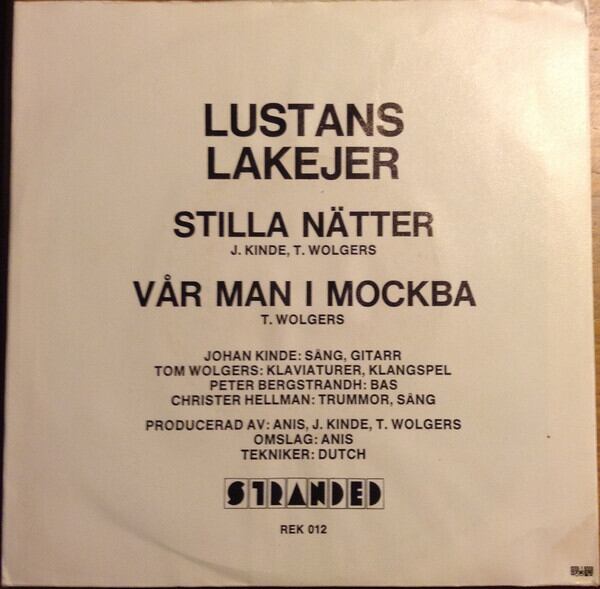 LUSTANS
LAKEJER
STILLA NÄTTER
J. KINDE, T. WOLGERS
VÅR MAN I MOCKBA
T. WOLGERS
JOHAN KINDE: SÅNG, GITARR
TOM WOLGERS: KLAVIATURER, KLANGSPEL
PETER BERGSTRANDH: BAS
CHRISTER HELLMAN: TRUMMOR, SÅNG
PRODUCERAD AV: ANIS, J. KINDE, T. WOLGERS
OMSLAG: ANIS
TEKNIKER: DUTCH
STRANDED
REK 012